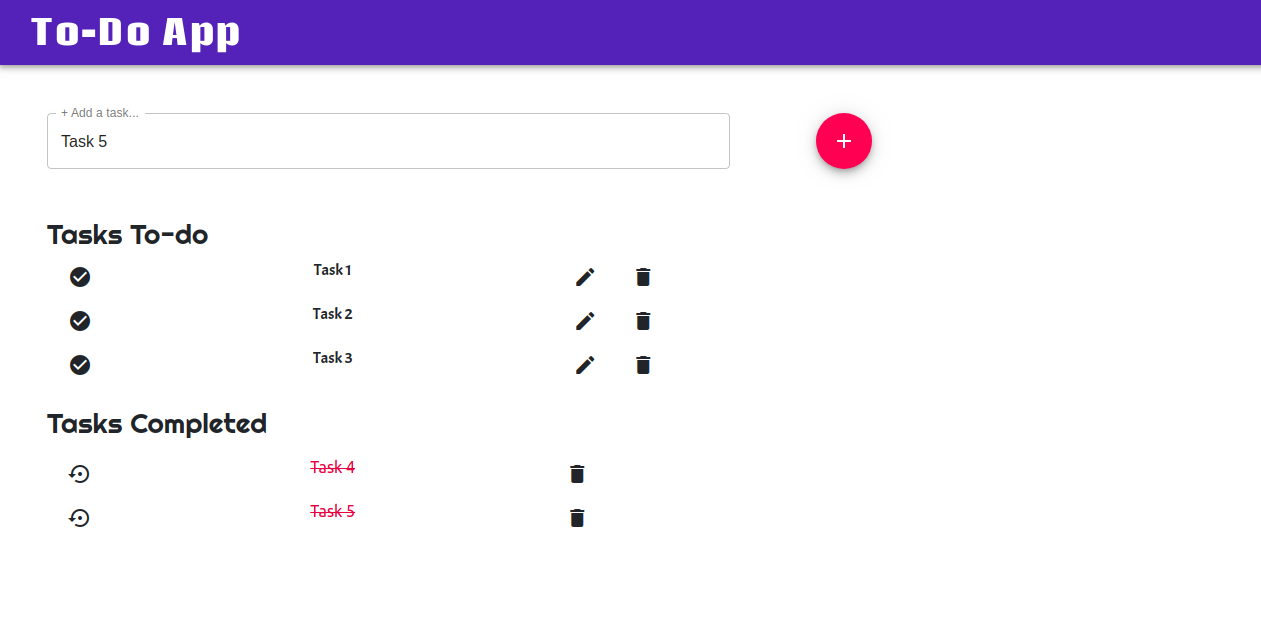 To-Do App
+ Add a task...
Task 5
Tasks To-do
Task 1
Task 2
Task 3
Tasks Completed
Task 4
Task 5